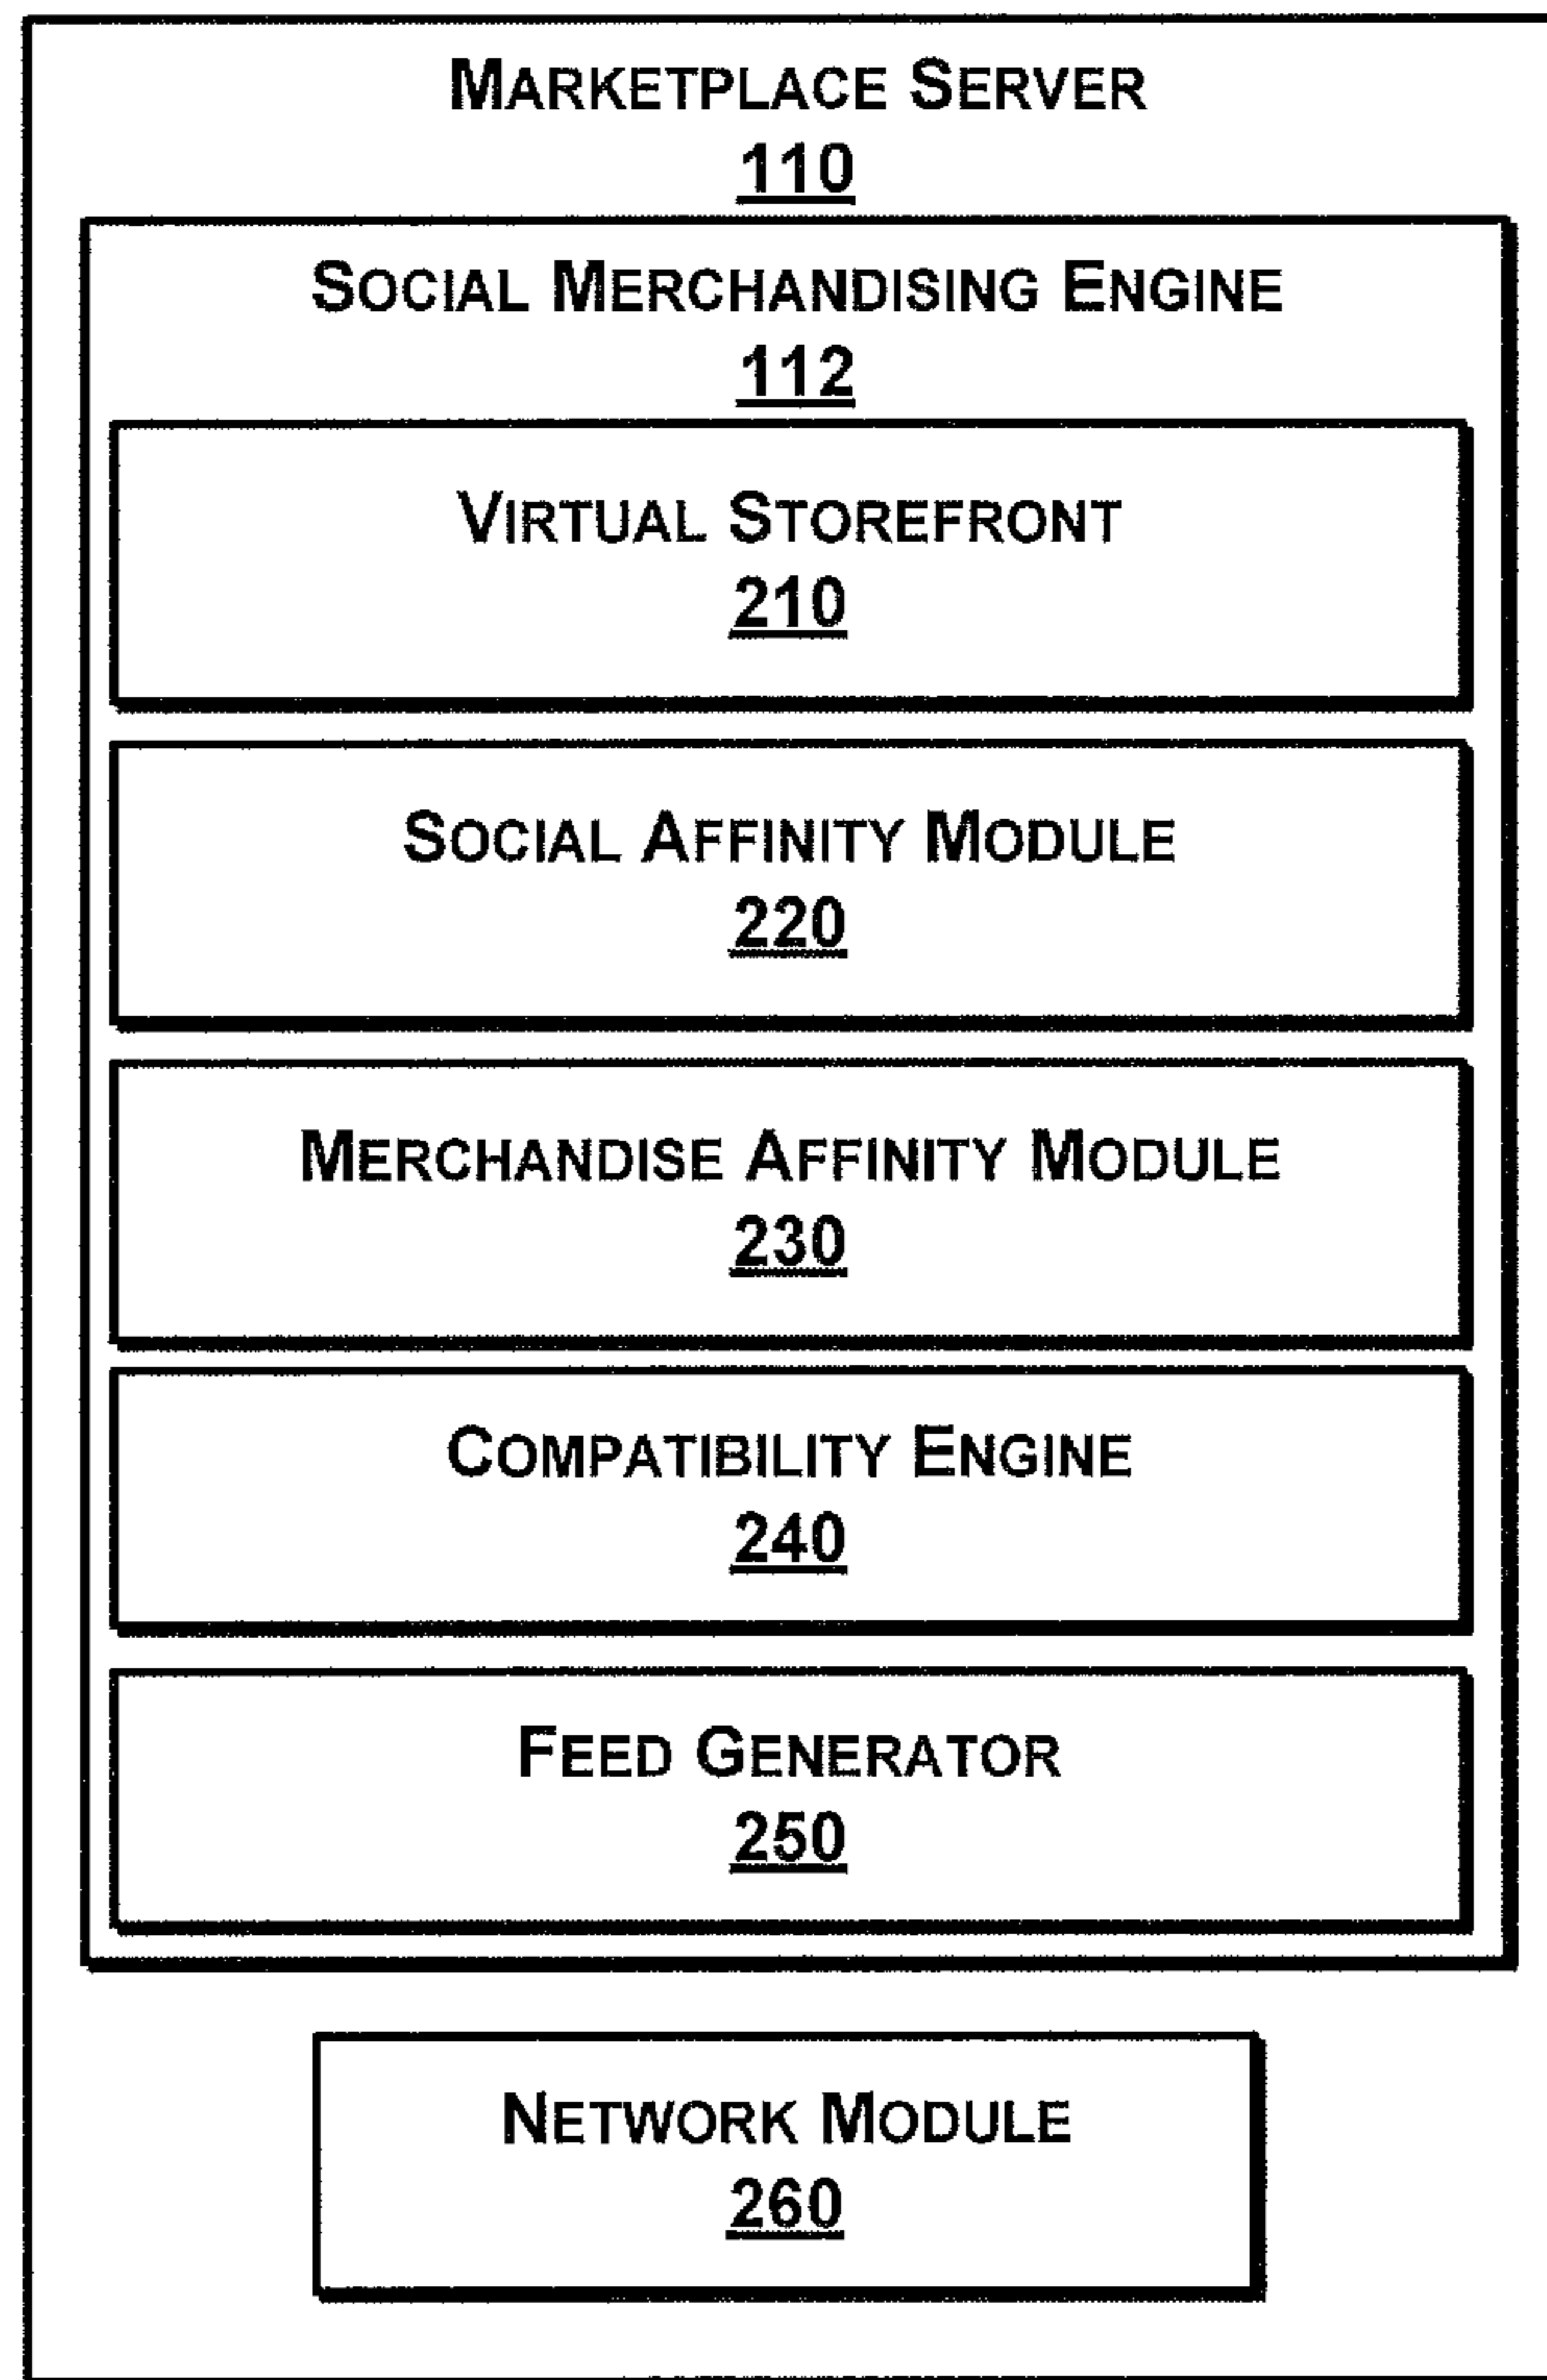 MARKETPLACE SERVER
110
SOCIAL MERCHANDISING ENGINE
112
VIRTUAL STOREFRONT
210
SOCIAL AFFINITY MODULE
220
MERCHANDISE AFFINITY MODULE
230
COMPATIBILITY ENGINE
240
FEED GENERATOR
250
NETWORK MODULE
260